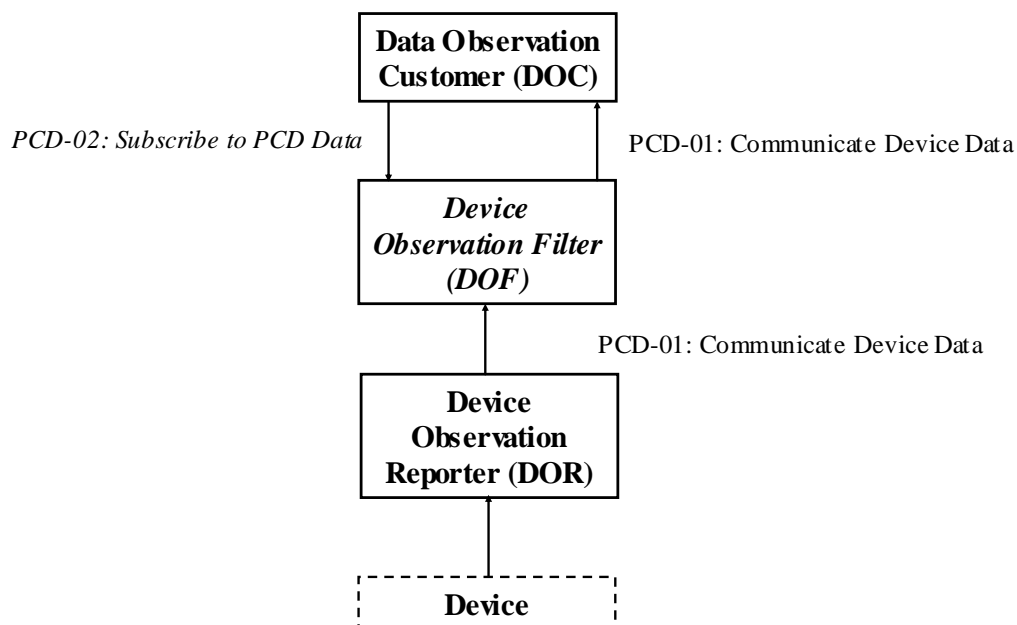 Data Observation
Customer (DOC)
PCD-02: Subscribe to PCD Data
PCD-01: Communicate Device Data
Device
Observation Filter
(DOF)
PCD-01: Communicate Device Data
Device
Observation
Reporter (DOR)
Device